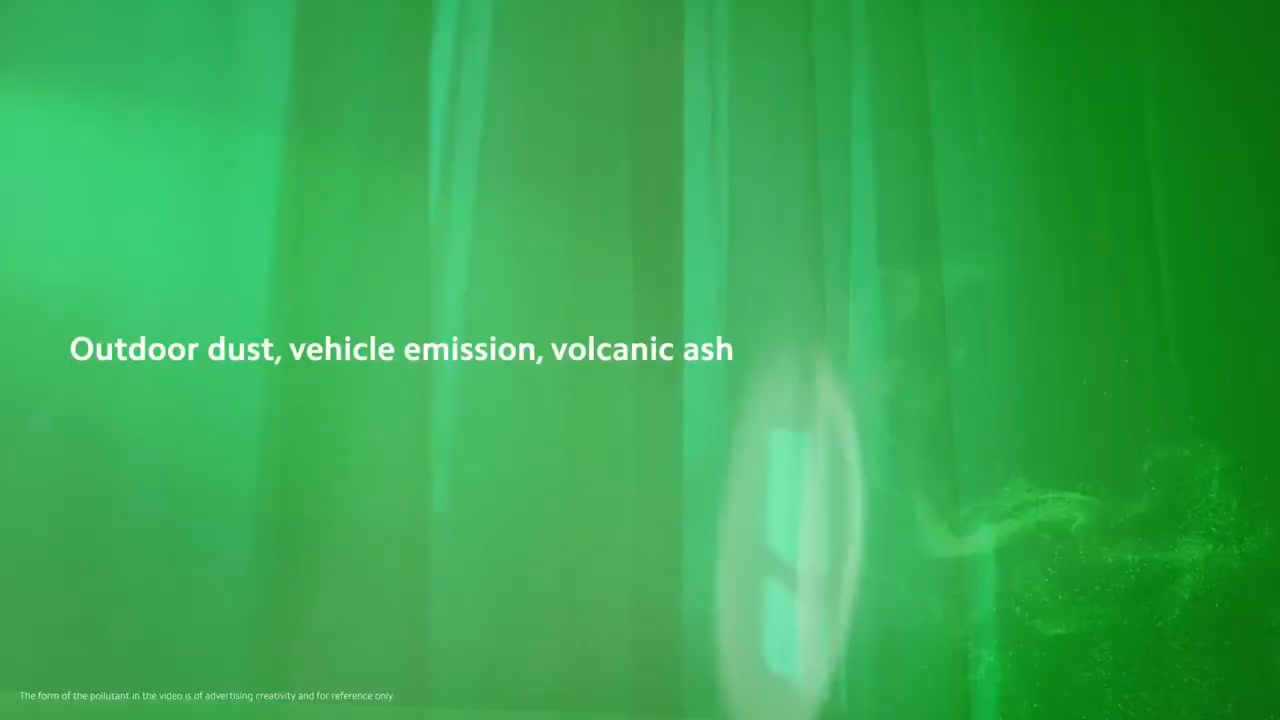 Outdoor dust, vehicle emission, volcanic ash
The form of the pollutant in the video is of advertising creativity and for reference only